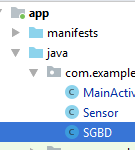 app
manifests
java
com.example
MainActiv
Sensor
SGBD